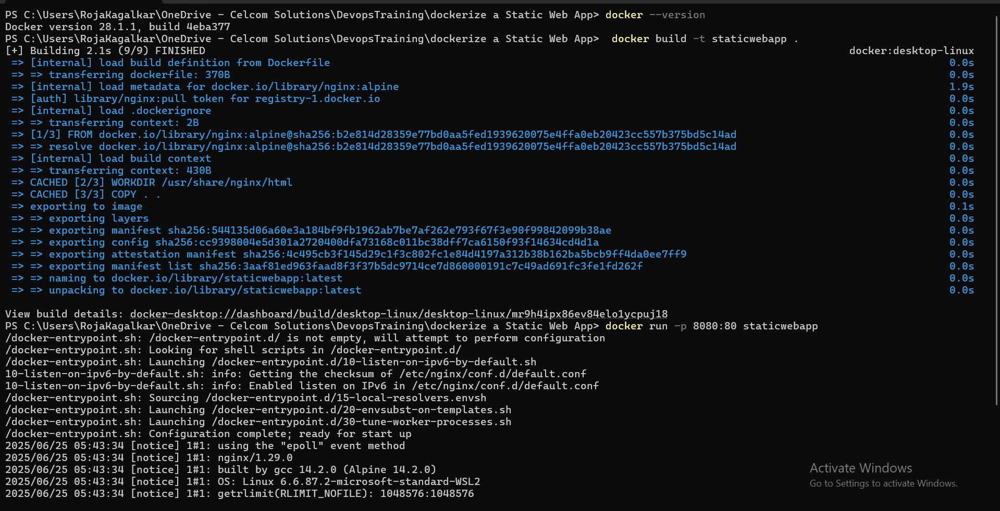 PS C:\Users\RojaKagalkar\OneDrive - Celcom Solutions\DevopsTraining\dockerize a Static Web App> docker --version
Docker version 28.1.1, build 4eba377
PS C:\Users\RojaKagalkar\OneDrive - Celcom Solutions\DevopsTraining\dockerize a Static Web App>  docker build -t staticwebapp .
[+] Building 2.1s (9/9) FINISHED docker:desktop-linux
=> [internal] load build definition from Dockerfile 0.0s
=> => transferring dockerfile: 370B 0.0s
=> [internal] load metadata for docker.io/library/nginx:alpine 1.9s
=> [auth] library/nginx:pull token for registry-1.docker.io 0.0s
=> [internal] load .dockerignore 0.0s
=> => transferring context: 2B 0.0s
=> [1/3] FROM docker.io/library/nginx:alpine@sha256:b2e814d28359e77bd0aa5fed1939620075e4ffa0eb20423cc557b375bd5c14ad 0.0s
=> => resolve docker.io/library/nginx:alpine@sha256:b2e814d28359e77bd0aa5fed1939620075e4ffa0eb20423cc557b375bd5c14ad 0.0s
=> [internal] load build context 0.0s
=> => transferring context: 430B 0.0s
=> CACHED [2/3] WORKDIR /usr/share/nginx/html 0.0s
=> CACHED [3/3] COPY . . 0.0s
=> exporting to image 0.1s
=> => exporting layers 0.0s
=> => exporting manifest sha256:544135d06a60e3a184bf9fb1962ab7be7af262e793f67f3e90f99842099b38ae 0.0s
=> => exporting config sha256:cc9398004e5d301a2720400dfa73168c011bc38dff7ca6150f93f14634cd4d1a 0.0s
=> => exporting attestation manifest sha256:4c495cb3f145d29c1f3c802fc1e84d4197a312b38b162ba5bcb9ff4da0ee7ff9 0.0s
=> => exporting manifest list sha256:3aaf81ed963faad8f3f37b5dc9714ce7d860000191c7c49ad691fc3fe1fd262f 0.0s
=> => naming to docker.io/library/staticwebapp:latest 0.0s
=> => unpacking to docker.io/library/staticwebapp:latest 0.0s
View build details: docker-desktop://dashboard/build/desktop-linux/desktop-linux/mr9h4ipx86ev84elo1ycpuj18
PS C:\Users\RojaKagalkar\OneDrive - Celcom Solutions\DevopsTraining\dockerize a Static Web App> docker run -p 8080:80 staticwebapp
/docker-entrypoint.sh: /docker-entrypoint.d/ is not empty, will attempt to perform configuration
/docker-entrypoint.sh: Looking for shell scripts in /docker-entrypoint.d/
/docker-entrypoint.sh: Launching /docker-entrypoint.d/10-listen-on-ipv6-by-default.sh
10-listen-on-ipv6-by-default.sh: info: Getting the checksum of /etc/nginx/conf.d/default.conf
10-listen-on-ipv6-by-default.sh: info: Enabled listen on IPv6 in /etc/nginx/conf.d/default.conf
/docker-entrypoint.sh: Sourcing /docker-entrypoint.d/15-local-resolvers.envsh
/docker-entrypoint.sh: Launching /docker-entrypoint.d/20-envsubst-on-templates.sh
/docker-entrypoint.sh: Launching /docker-entrypoint.d/30-tune-worker-processes.sh
/docker-entrypoint.sh: Configuration complete; ready for start up
2025/06/25 05:43:34 [notice] 1#1: using the "epoll" event method
2025/06/25 05:43:34 [notice] 1#1: nginx/1.29.0
2025/06/25 05:43:34 [notice] 1#1: built by gcc 14.2.0 (Alpine 14.2.0)
2025/06/25 05:43:34 [notice] 1#1: OS: Linux 6.6.87.2-microsoft-standard-WSL2
2025/06/25 05:43:34 [notice] 1#1: getrlimit(RLIMIT_NOFILE): 1048576:1048576
Activate Windows
Go to Settings to activate Windows.